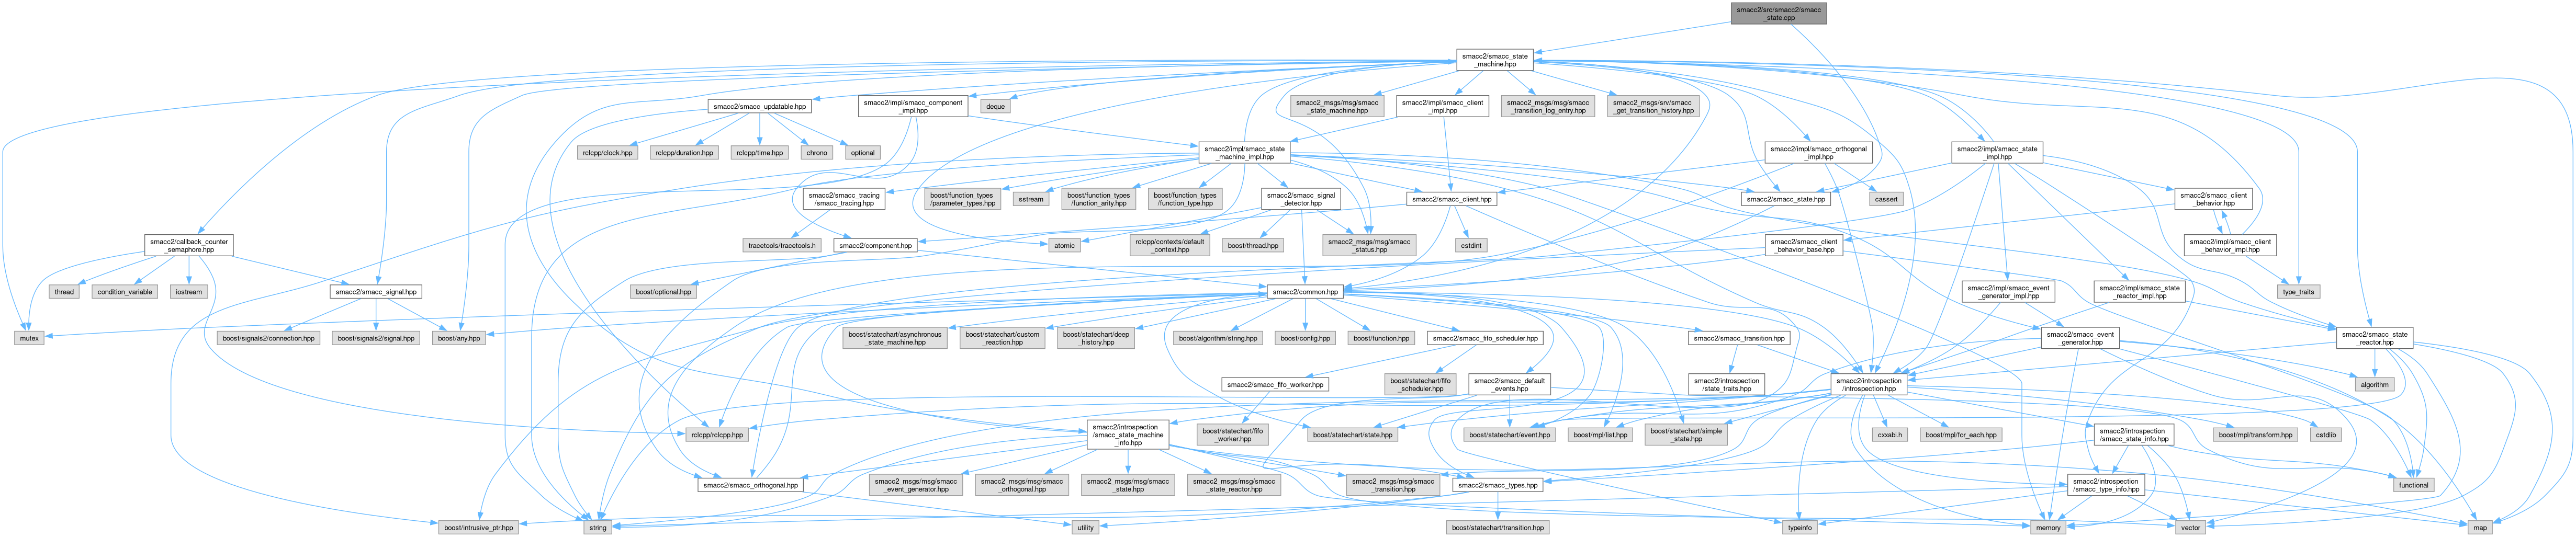 smacc2/src/smacc2/smacc
_state.cpp
smacc2/smacc_state
_machine.hpp
smacc2/smacc_updatable.hpp
smacc2/impl/smacc_component
_impl.hpp
deque
smacc2_msgs/msg/smacc
_state_machine.hpp
smacc2/impl/smacc_client
_impl.hpp
smacc2_msgs/msg/smacc
_transition_log_entry.hpp
smacc2_msgs/srv/smacc
_get_transition_history.hpp
rclcpp/clock.hpp
rclcpp/duration.hpp
rclcpp/time.hpp
chrono
optional
smacc2/impl/smacc_state
_machine_impl.hpp
smacc2/impl/smacc_orthogonal
_impl.hpp
smacc2/impl/smacc_state
_impl.hpp
smacc2/smacc_tracing
/smacc_tracing.hpp
boost/function_types
/parameter_types.hpp
sstream
boost/function_types
/function_arity.hpp
boost/function_types
/function_type.hpp
smacc2/smacc_signal
_detector.hpp
smacc2/smacc_client.hpp
smacc2/smacc_state.hpp
cassert
smacc2/smacc_client
_behavior.hpp
smacc2/callback_counter
_semaphore.hpp
tracetools/tracetools.h
smacc2/component.hpp
atomic
rclcpp/contexts/default
_context.hpp
boost/thread.hpp
smacc2_msgs/msg/smacc
_status.hpp
cstdint
smacc2/smacc_client
_behavior_base.hpp
smacc2/impl/smacc_client
_behavior_impl.hpp
thread
condition_variable
iostream
smacc2/smacc_signal.hpp
boost/optional.hpp
smacc2/common.hpp
smacc2/impl/smacc_event
_generator_impl.hpp
smacc2/impl/smacc_state
_reactor_impl.hpp
type_traits
mutex
boost/signals2/connection.hpp
boost/signals2/signal.hpp
boost/any.hpp
boost/statechart/asynchronous
_state_machine.hpp
boost/statechart/custom
_reaction.hpp
boost/statechart/deep
_history.hpp
boost/algorithm/string.hpp
boost/config.hpp
boost/function.hpp
smacc2/smacc_fifo_scheduler.hpp
smacc2/smacc_transition.hpp
smacc2/smacc_event
_generator.hpp
smacc2/smacc_state
_reactor.hpp
smacc2/smacc_fifo_worker.hpp
boost/statechart/fifo
_scheduler.hpp
smacc2/smacc_default
_events.hpp
smacc2/introspection
/state_traits.hpp
smacc2/introspection
/introspection.hpp
algorithm
rclcpp/rclcpp.hpp
smacc2/introspection
/smacc_state_machine
_info.hpp
boost/statechart/fifo
_worker.hpp
boost/statechart/state.hpp
boost/statechart/event.hpp
boost/mpl/list.hpp
boost/statechart/simple
_state.hpp
cxxabi.h
boost/mpl/for_each.hpp
smacc2/introspection
/smacc_state_info.hpp
boost/mpl/transform.hpp
cstdlib
smacc2/smacc_orthogonal.hpp
smacc2_msgs/msg/smacc
_event_generator.hpp
smacc2_msgs/msg/smacc
_orthogonal.hpp
smacc2_msgs/msg/smacc
_state.hpp
smacc2_msgs/msg/smacc
_state_reactor.hpp
smacc2_msgs/msg/smacc
_transition.hpp
smacc2/smacc_types.hpp
smacc2/introspection
/smacc_type_info.hpp
functional
boost/intrusive_ptr.hpp
string
utility
boost/statechart/transition.hpp
typeinfo
memory
vector
map